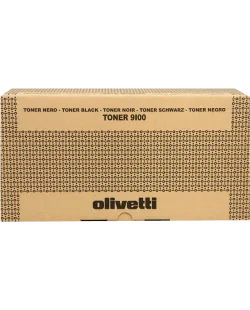 TONER NERO - TONER BLACK - TONER NOIR - TONER SCHWARZ - TONER NEGRO
TONER 9100
olivetti